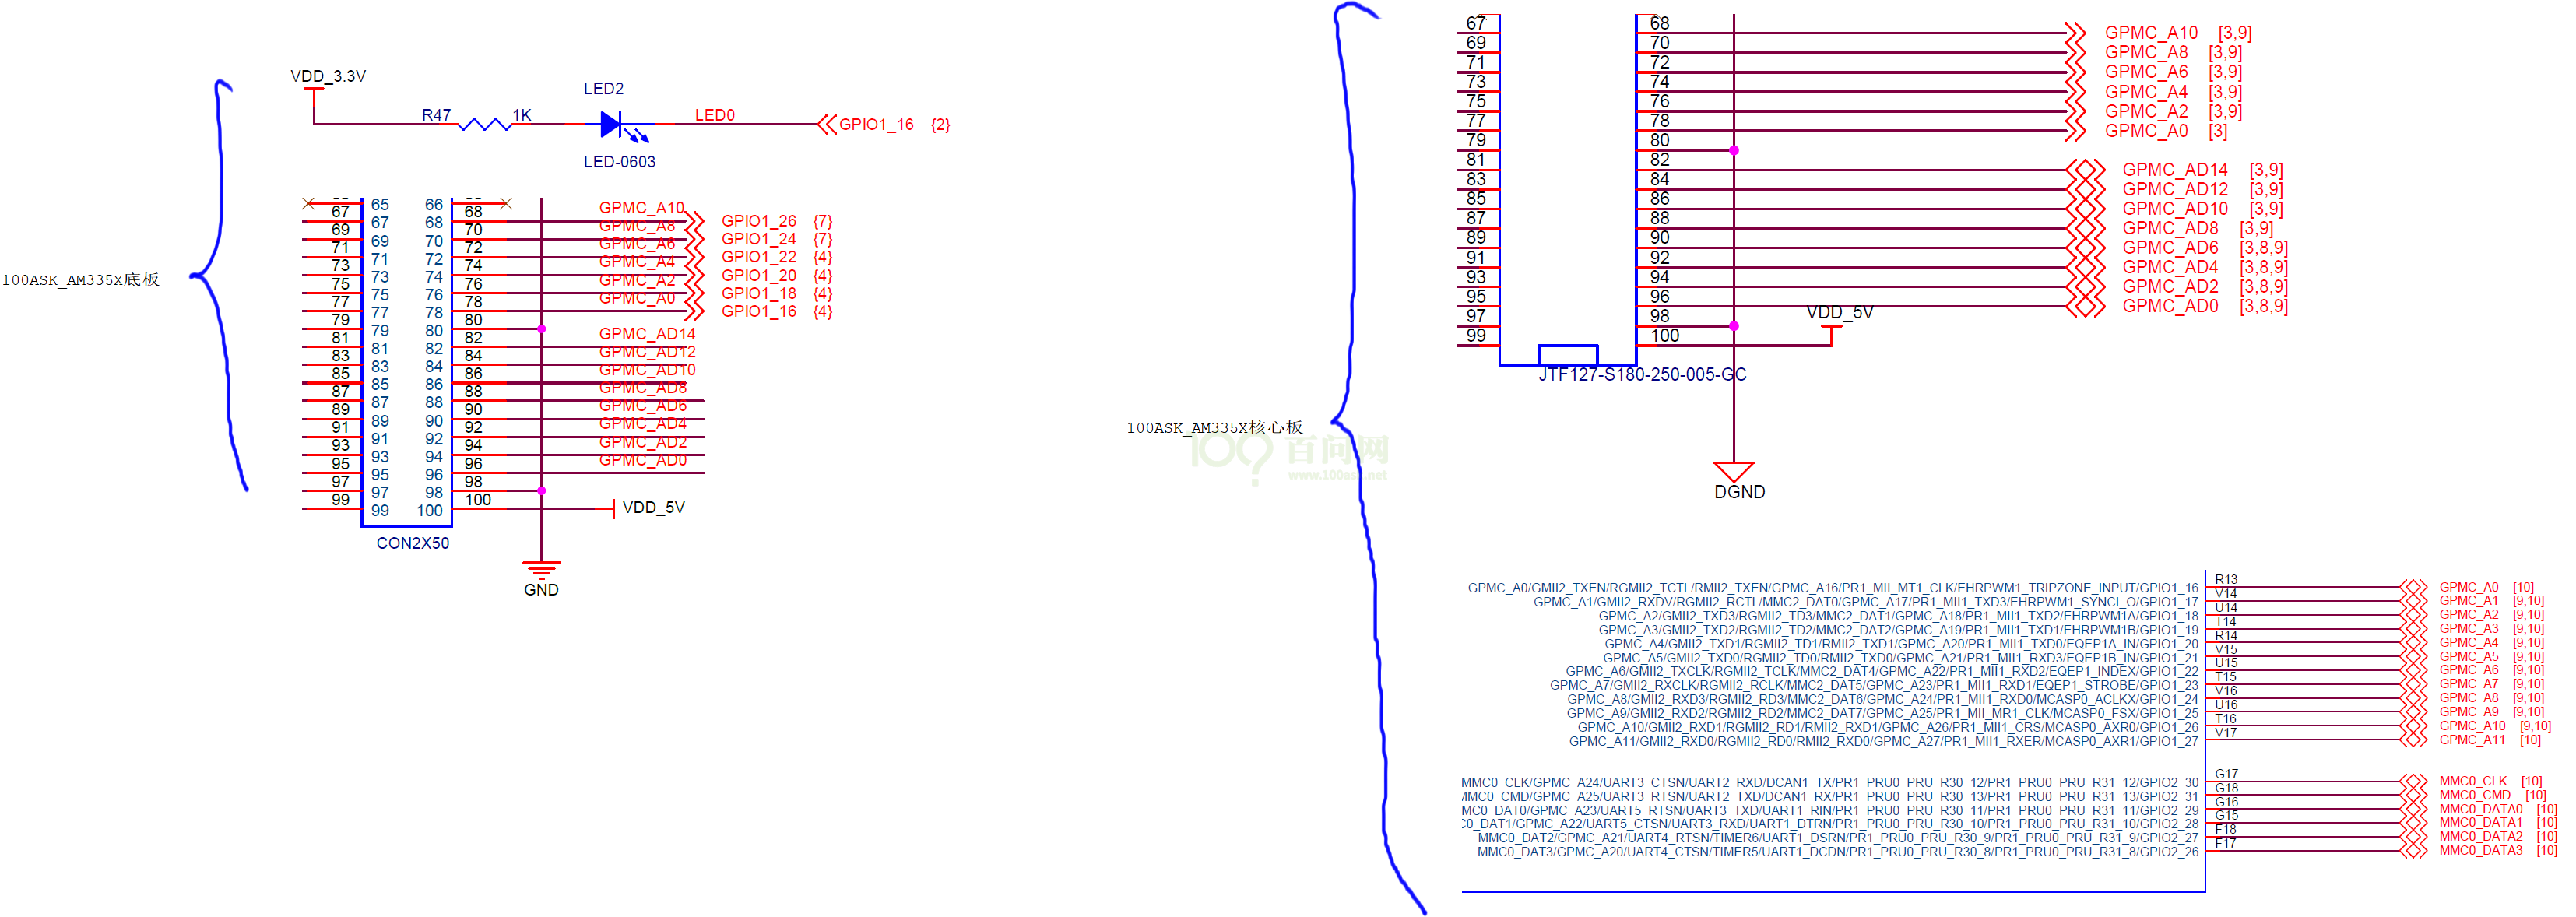 VDD_3.3V
R47 1K
LED2
LED-0603
LED0
GPIO1_16 {2}
100ASK_AM335X底板
65 66
67 67 68 68
69 69 70 70
71 71 72 72
73 73 74 74
75 75 76 76
77 77 78 78
79 79 80 80
81 81 82 82
83 83 84 84
85 85 86 86
87 87 88 88
89 89 90 90
91 91 92 92
93 93 94 94
95 95 96 96
97 97 98 98
99 99 100 100
GPMC_A10 GPIO1_26 {7}
GPMC_A8 GPIO1_24 {7}
GPMC_A6 GPIO1_22 {4}
GPMC_A4 GPIO1_20 {4}
GPMC_A2 GPIO1_18 {4}
GPMC_A0 GPIO1_16 {4}
GPMC_AD14
GPMC_AD12
GPMC_AD10
GPMC_AD8
GPMC_AD6
GPMC_AD4
GPMC_AD2
GPMC_AD0
VDD_5V
CON2X50
GND
100ASK_AM335X核心板
百问网
www.100ask.net
67 68 GPMC_A10 [3,9]
69 70 GPMC_A8 [3,9]
71 72 GPMC_A6 [3,9]
73 74 GPMC_A4 [3,9]
75 76 GPMC_A2 [3,9]
77 78 GPMC_A0 [3]
79 80
81 82 GPMC_AD14 [3,9]
83 84 GPMC_AD12 [3,9]
85 86 GPMC_AD10 [3,9]
87 88 GPMC_AD8 [3,9]
89 90 GPMC_AD6 [3,8,9]
91 92 GPMC_AD4 [3,8,9]
93 94 GPMC_AD2 [3,8,9]
95 96 GPMC_AD0 [3,8,9]
97 98
99 100 VDD_5V
JTF127-S180-250-005-GC
DGND
GPMC_A0/GMII2_TXEN/RGMII2_TCTL/RMII2_TXEN/GPMC_A16/PR1_MII_MT1_CLK/EHRPWM1_TRIPZONE_INPUT/GPIO1_16 R13 GPMC_A0 [10]
GPMC_A1/GMII2_RXDV/RGMII2_RCTL/MMC2_DAT0/GPMC_A17/PR1_MII1_TXD3/EHRPWM1_SYNCI_O/GPIO1_17 V14 GPMC_A1 [9,10]
GPMC_A2/GMII2_TXD3/RGMII2_TD3/MMC2_DAT1/GPMC_A18/PR1_MII1_TXD2/EHRPWM1A/GPIO1_18 U14 GPMC_A2 [9,10]
GPMC_A3/GMII2_TXD2/RGMII2_TD2/MMC2_DAT2/GPMC_A19/PR1_MII1_TXD1/EHRPWM1B/GPIO1_19 T14 GPMC_A3 [9,10]
GPMC_A4/GMII2_TXD1/RGMII2_TD1/RMII2_TXD1/GPMC_A20/PR1_MII1_TXD0/EQEP1A_IN/GPIO1_20 R14 GPMC_A4 [9,10]
GPMC_A5/GMII2_TXD0/RGMII2_TD0/RMII2_TXD0/GPMC_A21/PR1_MII1_RXD3/EQEP1B_IN/GPIO1_21 V15 GPMC_A5 [9,10]
GPMC_A6/GMII2_TXCLK/RGMII2_TCLK/MMC2_DAT4/GPMC_A22/PR1_MII1_RXD2/EQEP1_INDEX/GPIO1_22 U15 GPMC_A6 [9,10]
GPMC_A7/GMII2_RXCLK/RGMII2_RCLK/MMC2_DAT5/GPMC_A23/PR1_MII1_RXD1/EQEP1_STROBE/GPIO1_23 T15 GPMC_A7 [9,10]
GPMC_A8/GMII2_RXD3/RGMII2_RD3/MMC2_DAT6/GPMC_A24/PR1_MII1_RXD0/MCASP0_ACLKX/GPIO1_24 V16 GPMC_A8 [9,10]
GPMC_A9/GMII2_RXD2/RGMII2_RD2/MMC2_DAT7/GPMC_A25/PR1_MII_MR1_CLK/MCASP0_FSX/GPIO1_25 U16 GPMC_A9 [9,10]
GPMC_A10/GMII2_RXD1/RGMII2_RD1/RMII2_RXD1/GPMC_A26/PR1_MII1_CRS/MCASP0_AXR0/GPIO1_26 T16 GPMC_A10 [9,10]
GPMC_A11/GMII2_RXD0/RGMII2_RD0/RMII2_RXD0/GPMC_A27/PR1_MII1_RXER/MCASP0_AXR1/GPIO1_27 V17 GPMC_A11 [10]
MMC0_CLK/GPMC_A24/UART3_CTSN/UART2_RXD/DCAN1_TX/PR1_PRU0_PRU_R30_12/PR1_PRU0_PRU_R31_12/GPIO2_30 G17 MMC0_CLK [10]
MMC0_CMD/GPMC_A25/UART3_RTSN/UART2_TXD/DCAN1_RX/PR1_PRU0_PRU_R30_13/PR1_PRU0_PRU_R31_13/GPIO2_31 G18 MMC0_CMD [10]
MC0_DAT0/GPMC_A23/UART5_RTSN/UART3_TXD/UART1_RIN/PR1_PRU0_PRU_R30_11/PR1_PRU0_PRU_R31_11/GPIO2_29 G16 MMC0_DATA0 [10]
C0_DAT1/GPMC_A22/UART5_CTSN/UART3_RXD/UART1_DTRN/PR1_PRU0_PRU_R30_10/PR1_PRU0_PRU_R31_10/GPIO2_28 G15 MMC0_DATA1 [10]
MMC0_DAT2/GPMC_A21/UART4_RTSN/TIMER6/UART1_DSRN/PR1_PRU0_PRU_R30_9/PR1_PRU0_PRU_R31_9/GPIO2_27 F18 MMC0_DATA2 [10]
MMC0_DAT3/GPMC_A20/UART4_CTSN/TIMER5/UART1_DCDN/PR1_PRU0_PRU_R30_8/PR1_PRU0_PRU_R31_8/GPIO2_26 F17 MMC0_DATA3 [10]